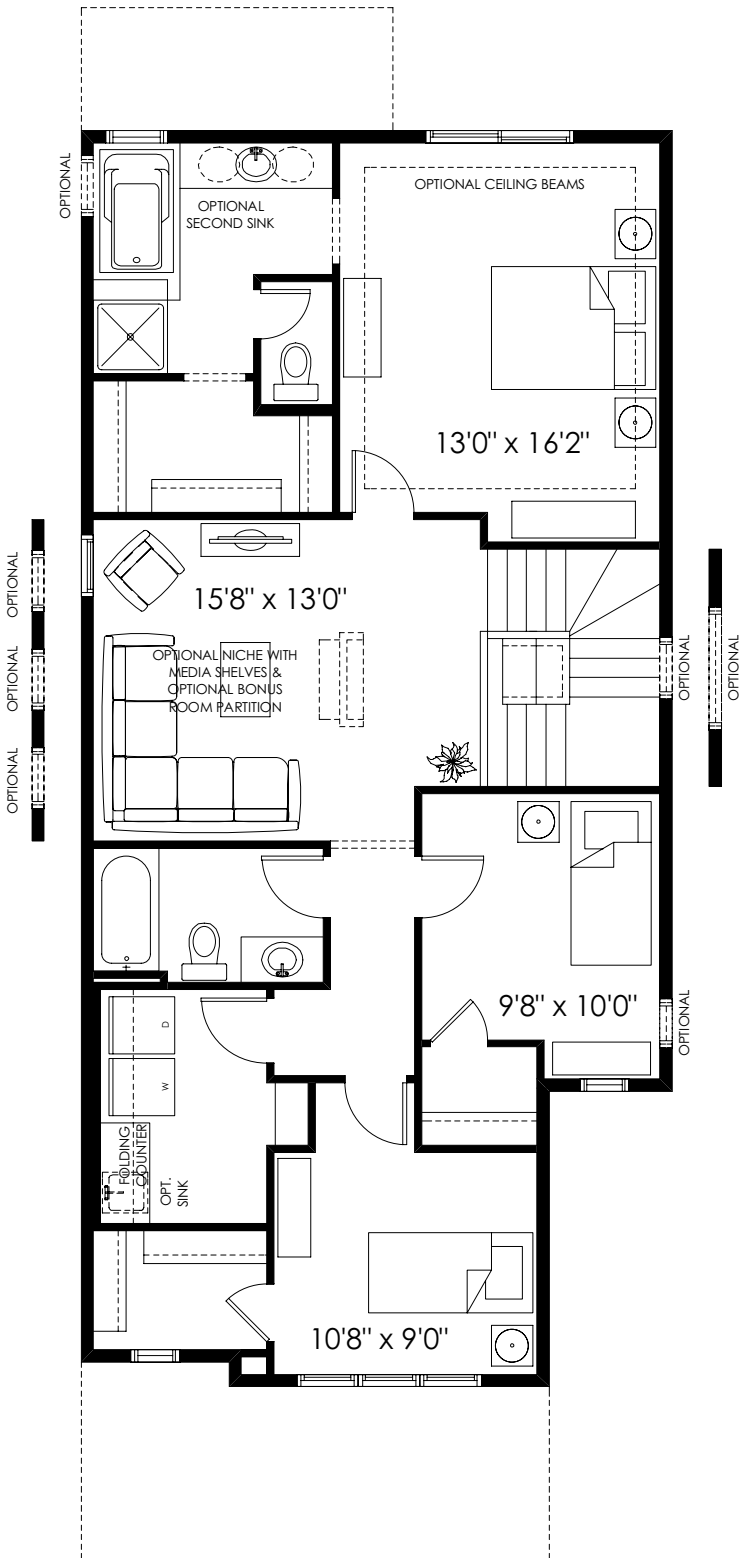 OPTIONAL
OPTIONAL
SECOND SINK
OPTIONAL CEILING BEAMS
13'0" x 16'2"
OPTIONAL
OPTIONAL
OPTIONAL
15'8" x 13'0"
OPTIONAL NICHE WITH
MEDIA SHELVES &
OPTIONAL BONUS
ROOM PARTITION
OPTIONAL
OPTIONAL
9'8" x 10'0"
OPTIONAL
D
W
FOLDING
COUNTER
OPT.
SINK
10'8" x 9'0"